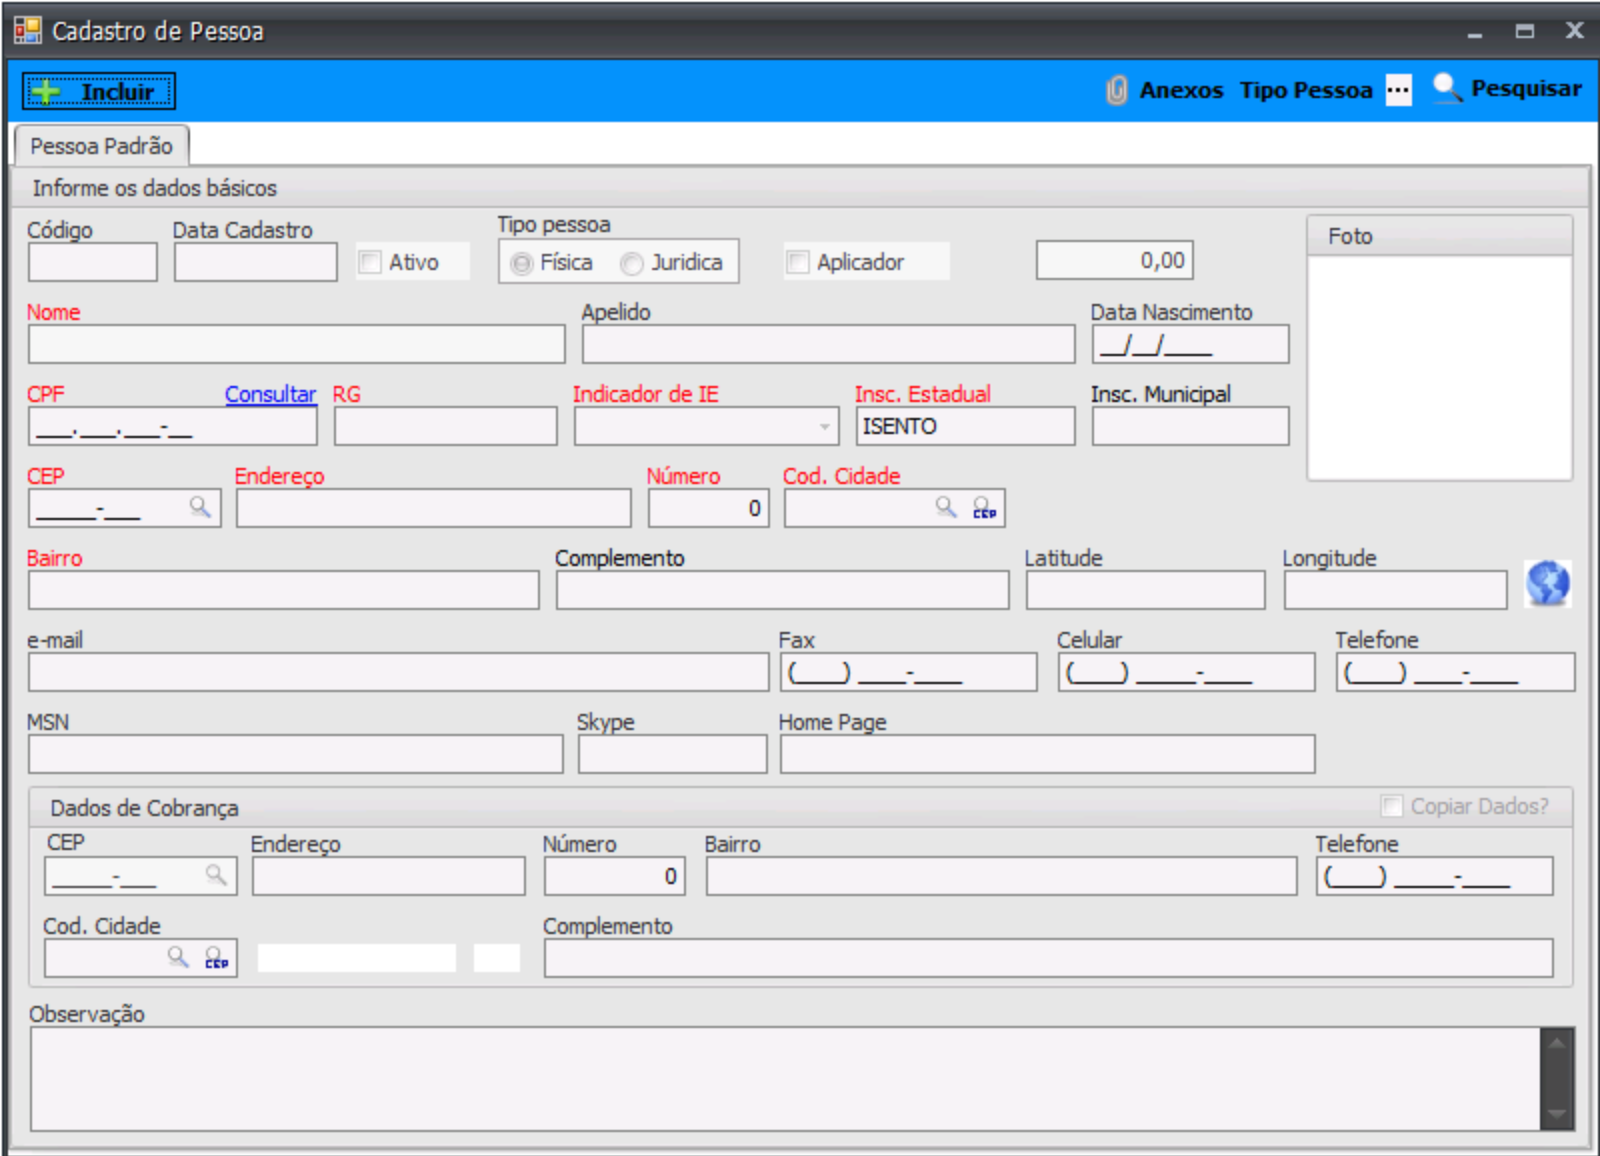 Cadastro de Pessoa
Incluir Anexos Tipo Pessoa ... Pesquisar
Pessoa Padrão
Informe os dados básicos
Código Data Cadastro Tipo pessoa Foto
Ativo Física Juridica Aplicador 0,00
Nome Apelido Data Nascimento
__/__/____
CPF Consultar RG Indicador de IE Insc. Estadual Insc. Municipal
___.___.___-__ ISENTO
CEP Endereço Número Cod. Cidade
_____-___ 0 CEP
Bairro Complemento Latitude Longitude
e-mail Fax Celular Telefone
(___) ____-____ (___) _____-____ (___) ____-____
MSN Skype Home Page
Dados de Cobrança Copiar Dados?
CEP Endereço Número Bairro Telefone
_____-___ 0 (___) _____-____
Cod. Cidade Complemento
CEP
Observação